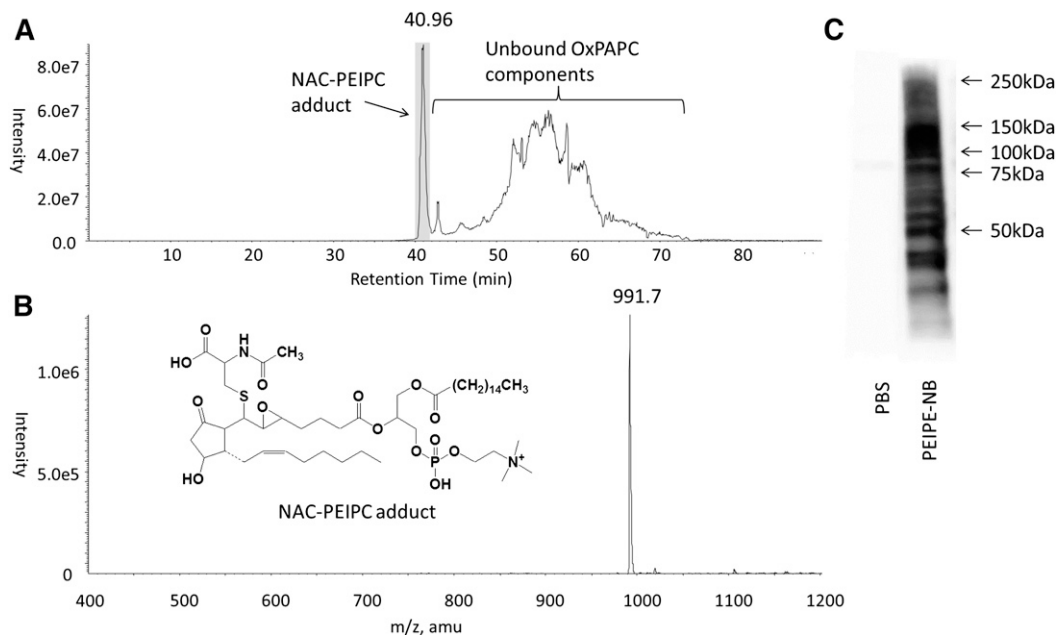 A
40.96
NAC-PEIPC
adduct
Unbound OxPAPC
components
Intensity
8.0e7
6.0e7
4.0e7
2.0e7
0.0
10 20 30 40 50 60 70 80
Retention Time (min)
B
991.7
Intensity
1.0e6
5.0e5
0
O
HO
H
N
CH3
O
S
O
O
O
O
O
(CH2)14CH3
O
O
O
P
O
OH
N+
HO
NAC-PEIPC adduct
400 500 600 700 800 900 1000 1100 1200
m/z, amu
C
250kDa
150kDa
100kDa
75kDa
50kDa
PBS
PEIPE-NB